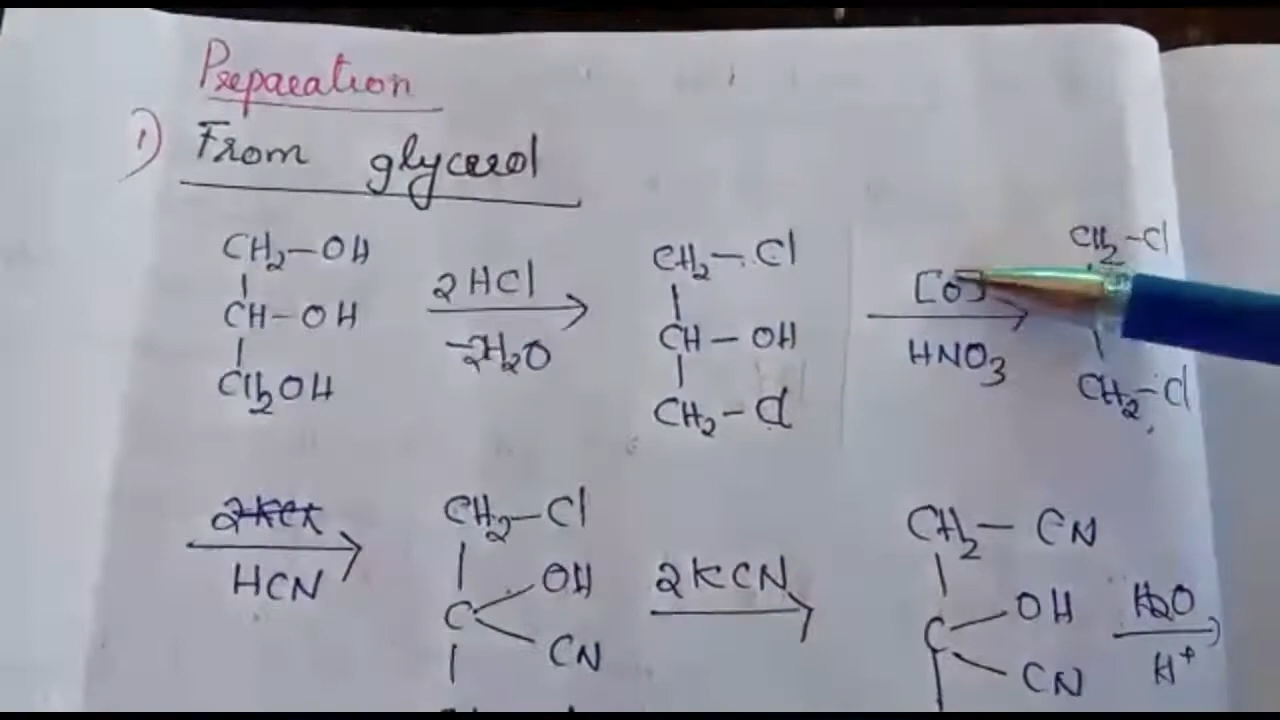 Preparation
1) From glycerol
CH2-OH
CH-OH
CH2OH
2HCl
-2H2O
CH2-Cl
CH-OH
CH2-Cl
[O]
HNO3
CH2-Cl
CH2-Cl
HCN
CH2-Cl
C
OH
CN
2KCN
CH2-CN
C
OH
CN
H2O
H+